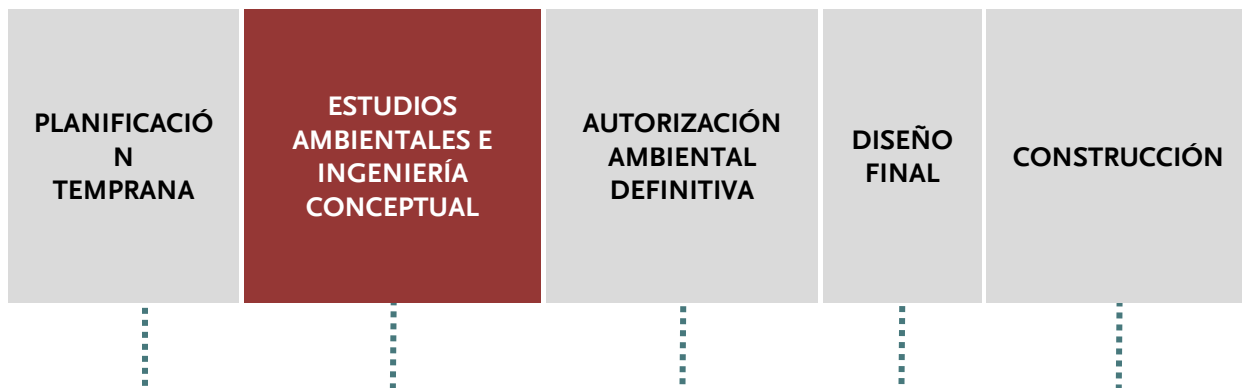 PLANIFICACIÓ
N
TEMPRANA
ESTUDIOS
AMBIENTALES E
INGENIERÍA
CONCEPTUAL
AUTORIZACIÓN
AMBIENTAL
DEFINITIVA
DISEÑO
FINAL
CONSTRUCCIÓN